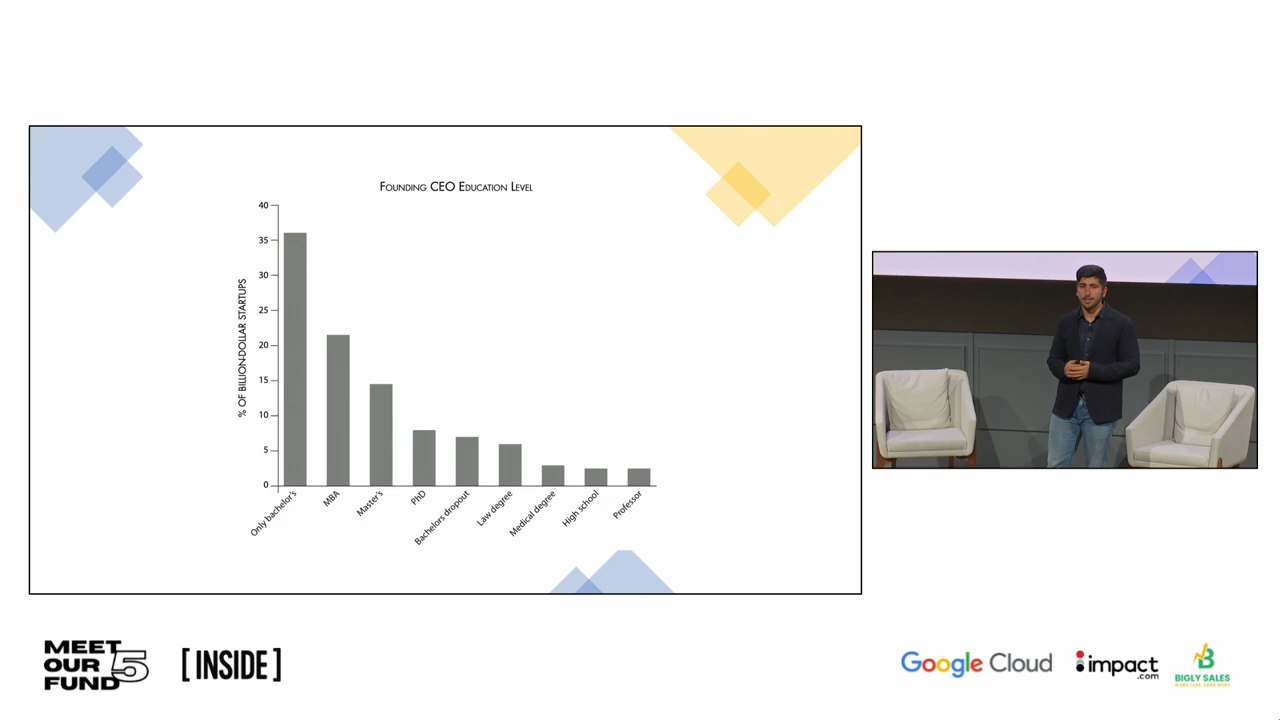 Founding CEO Education Level
% OF BILLION-DOLLAR STARTUPS
40
35
30
25
20
15
10
5
0
Only bachelor's
MBA
Master's
PhD
Bachelors dropout
Law degree
Medical degree
High school
Professor
MEET
OUR
FUND 5
[INSIDE]
Google Cloud
impact
.com
B
BIGLY SALES